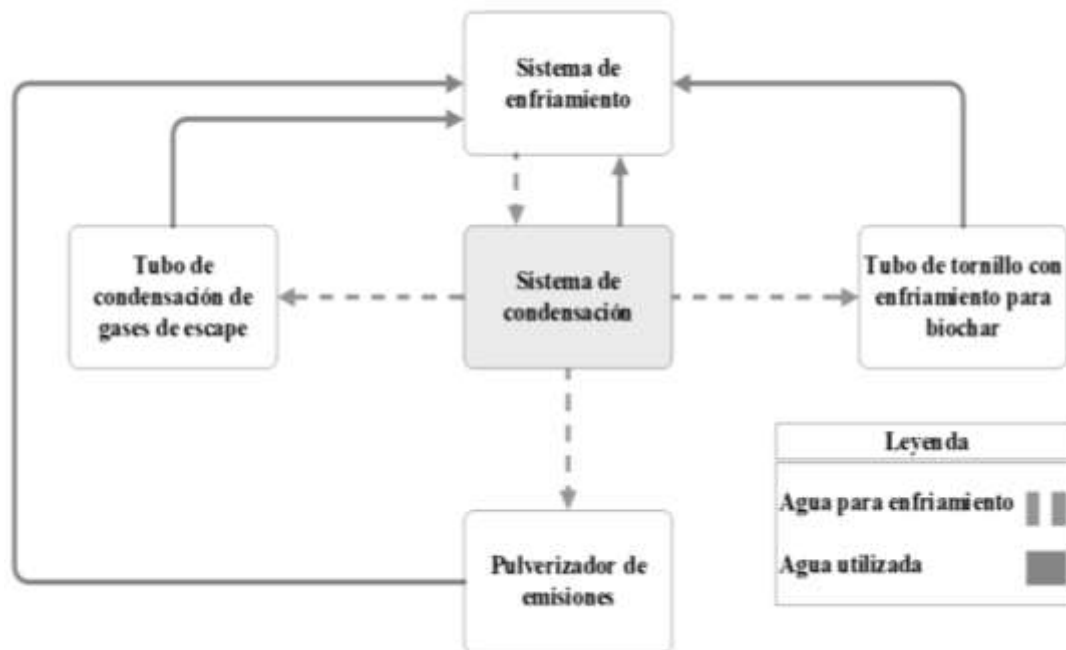 Sistema de
enfriamiento
Tubo de
condensación de
gases de escape
Sistema de
condensación
Tubo de tornillo con
enfriamiento para
biochar
Leyenda
Agua para enfriamiento
Agua utilizada
Pulverizador de
emisiones